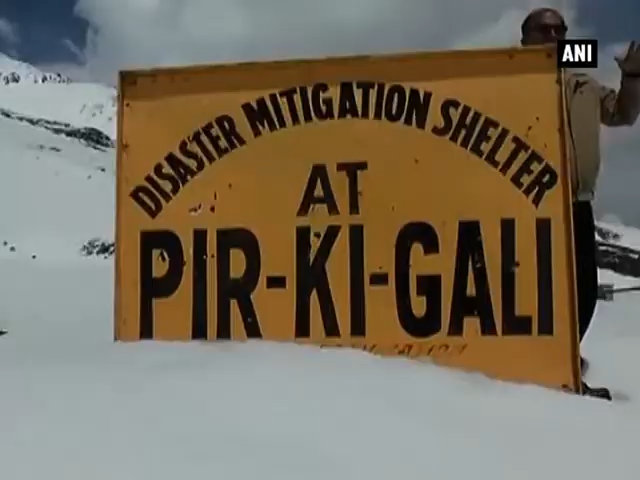 ANI
DISASTER MITIGATION SHELTER
AT
PIR-KI-GALI